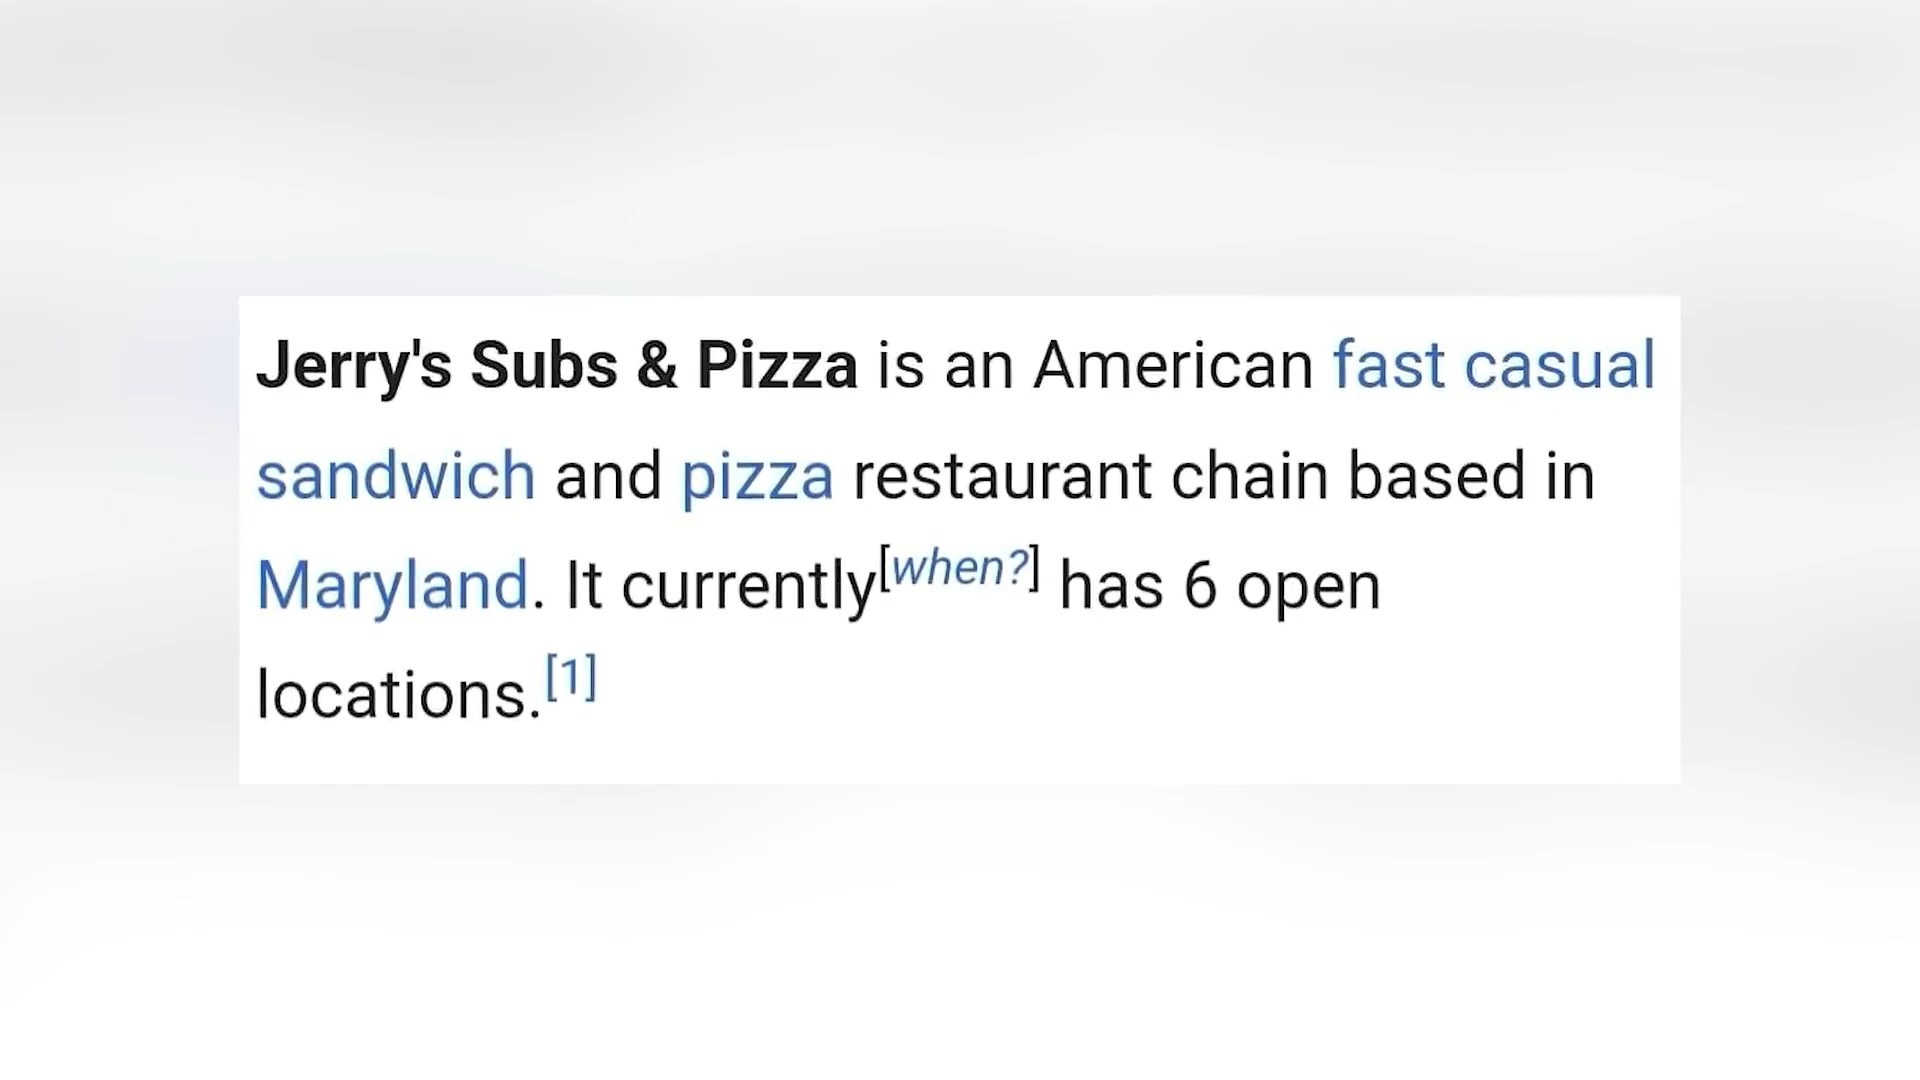 Jerry's Subs & Pizza is an American fast casual
sandwich and pizza restaurant chain based in
Maryland. It currently[when?] has 6 open
locations.[1]